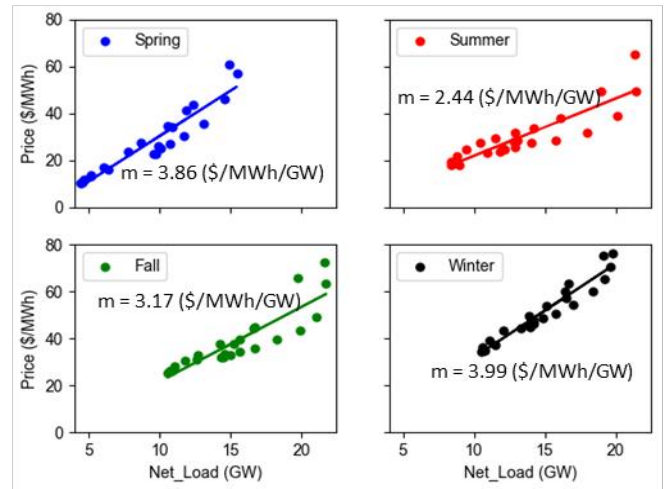 80
60
40
20
0
Price ($/MWh)
Spring
m = 3.86 ($/MWh/GW)
Summer
m = 2.44 ($/MWh/GW)
80
60
40
20
0
Price ($/MWh)
Fall
m = 3.17 ($/MWh/GW)
Winter
m = 3.99 ($/MWh/GW)
5 10 15 20
Net_Load (GW)
5 10 15 20
Net_Load (GW)